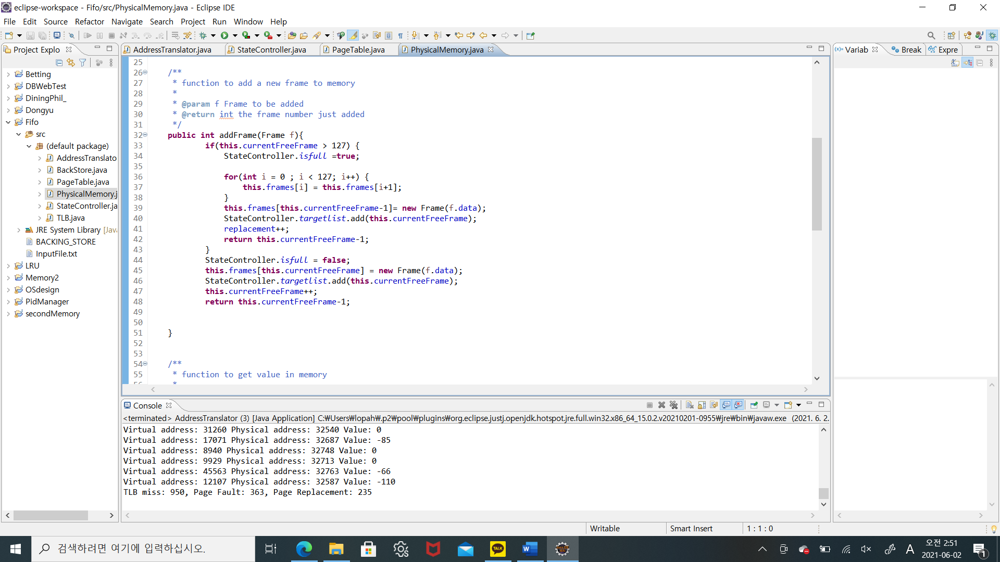 eclipse-workspace - Fifo/src/PhysicalMemory.java - Eclipse IDE
File Edit Source Refactor Navigate Search Project Run Window Help
Project Explo
AddressTranslator.java
StateController.java
PageTable.java
PhysicalMemory.java
(x)= Variab
Break
Expre
Betting
DBWebTest
DiningPhil_
Dongyu
Fifo
src
(default package)
AddressTranslato
BackStore.java
PageTable.java
PhysicalMemory.j
StateController.ja
TLB.java
JRE System Library [Java
BACKING_STORE
InputFile.txt
LRU
Memory2
OSdesign
PidManager
secondMemory
25
26 /**
27 * function to add a new frame to memory
28 *
29 * @param f Frame to be added
30 * @return int the frame number just added
31 */
32 public int addFrame(Frame f){
33 if(this.currentFreeFrame > 127) {
34 StateController.isfull =true;
35
36 for(int i = 0 ; i < 127; i++) {
37 this.frames[i] = this.frames[i+1];
38 }
39 this.frames[this.currentFreeFrame-1]= new Frame(f.data);
40 StateController.targetlist.add(this.currentFreeFrame);
41 replacement++;
42 return this.currentFreeFrame-1;
43 }
44 StateController.isfull = false;
45 this.frames[this.currentFreeFrame] = new Frame(f.data);
46 StateController.targetlist.add(this.currentFreeFrame);
47 this.currentFreeFrame++;
48 return this.currentFreeFrame-1;
49
50
51 }
52
53
54 /**
55 * function to get value in memory
56 *
Console
<terminated> AddressTranslator (3) [Java Application] C:₩Users₩lopah₩.p2₩pool₩plugins₩org.eclipse.justj.openjdk.hotspot.jre.full.win32.x86_64_15.0.2.v20210201-0955₩jre₩bin₩javaw.exe (2021. 6. 2.
Virtual address: 31260 Physical address: 32540 Value: 0
Virtual address: 17071 Physical address: 32687 Value: -85
Virtual address: 8940 Physical address: 32748 Value: 0
Virtual address: 9929 Physical address: 32713 Value: 0
Virtual address: 45563 Physical address: 32763 Value: -66
Virtual address: 12107 Physical address: 32587 Value: -110
TLB miss: 950, Page Fault: 363, Page Replacement: 235
Writable
Smart Insert
1 : 1 : 0
검색하려면 여기에 입력하십시오.
TALK
A
오전 2:51
2021-06-02
1